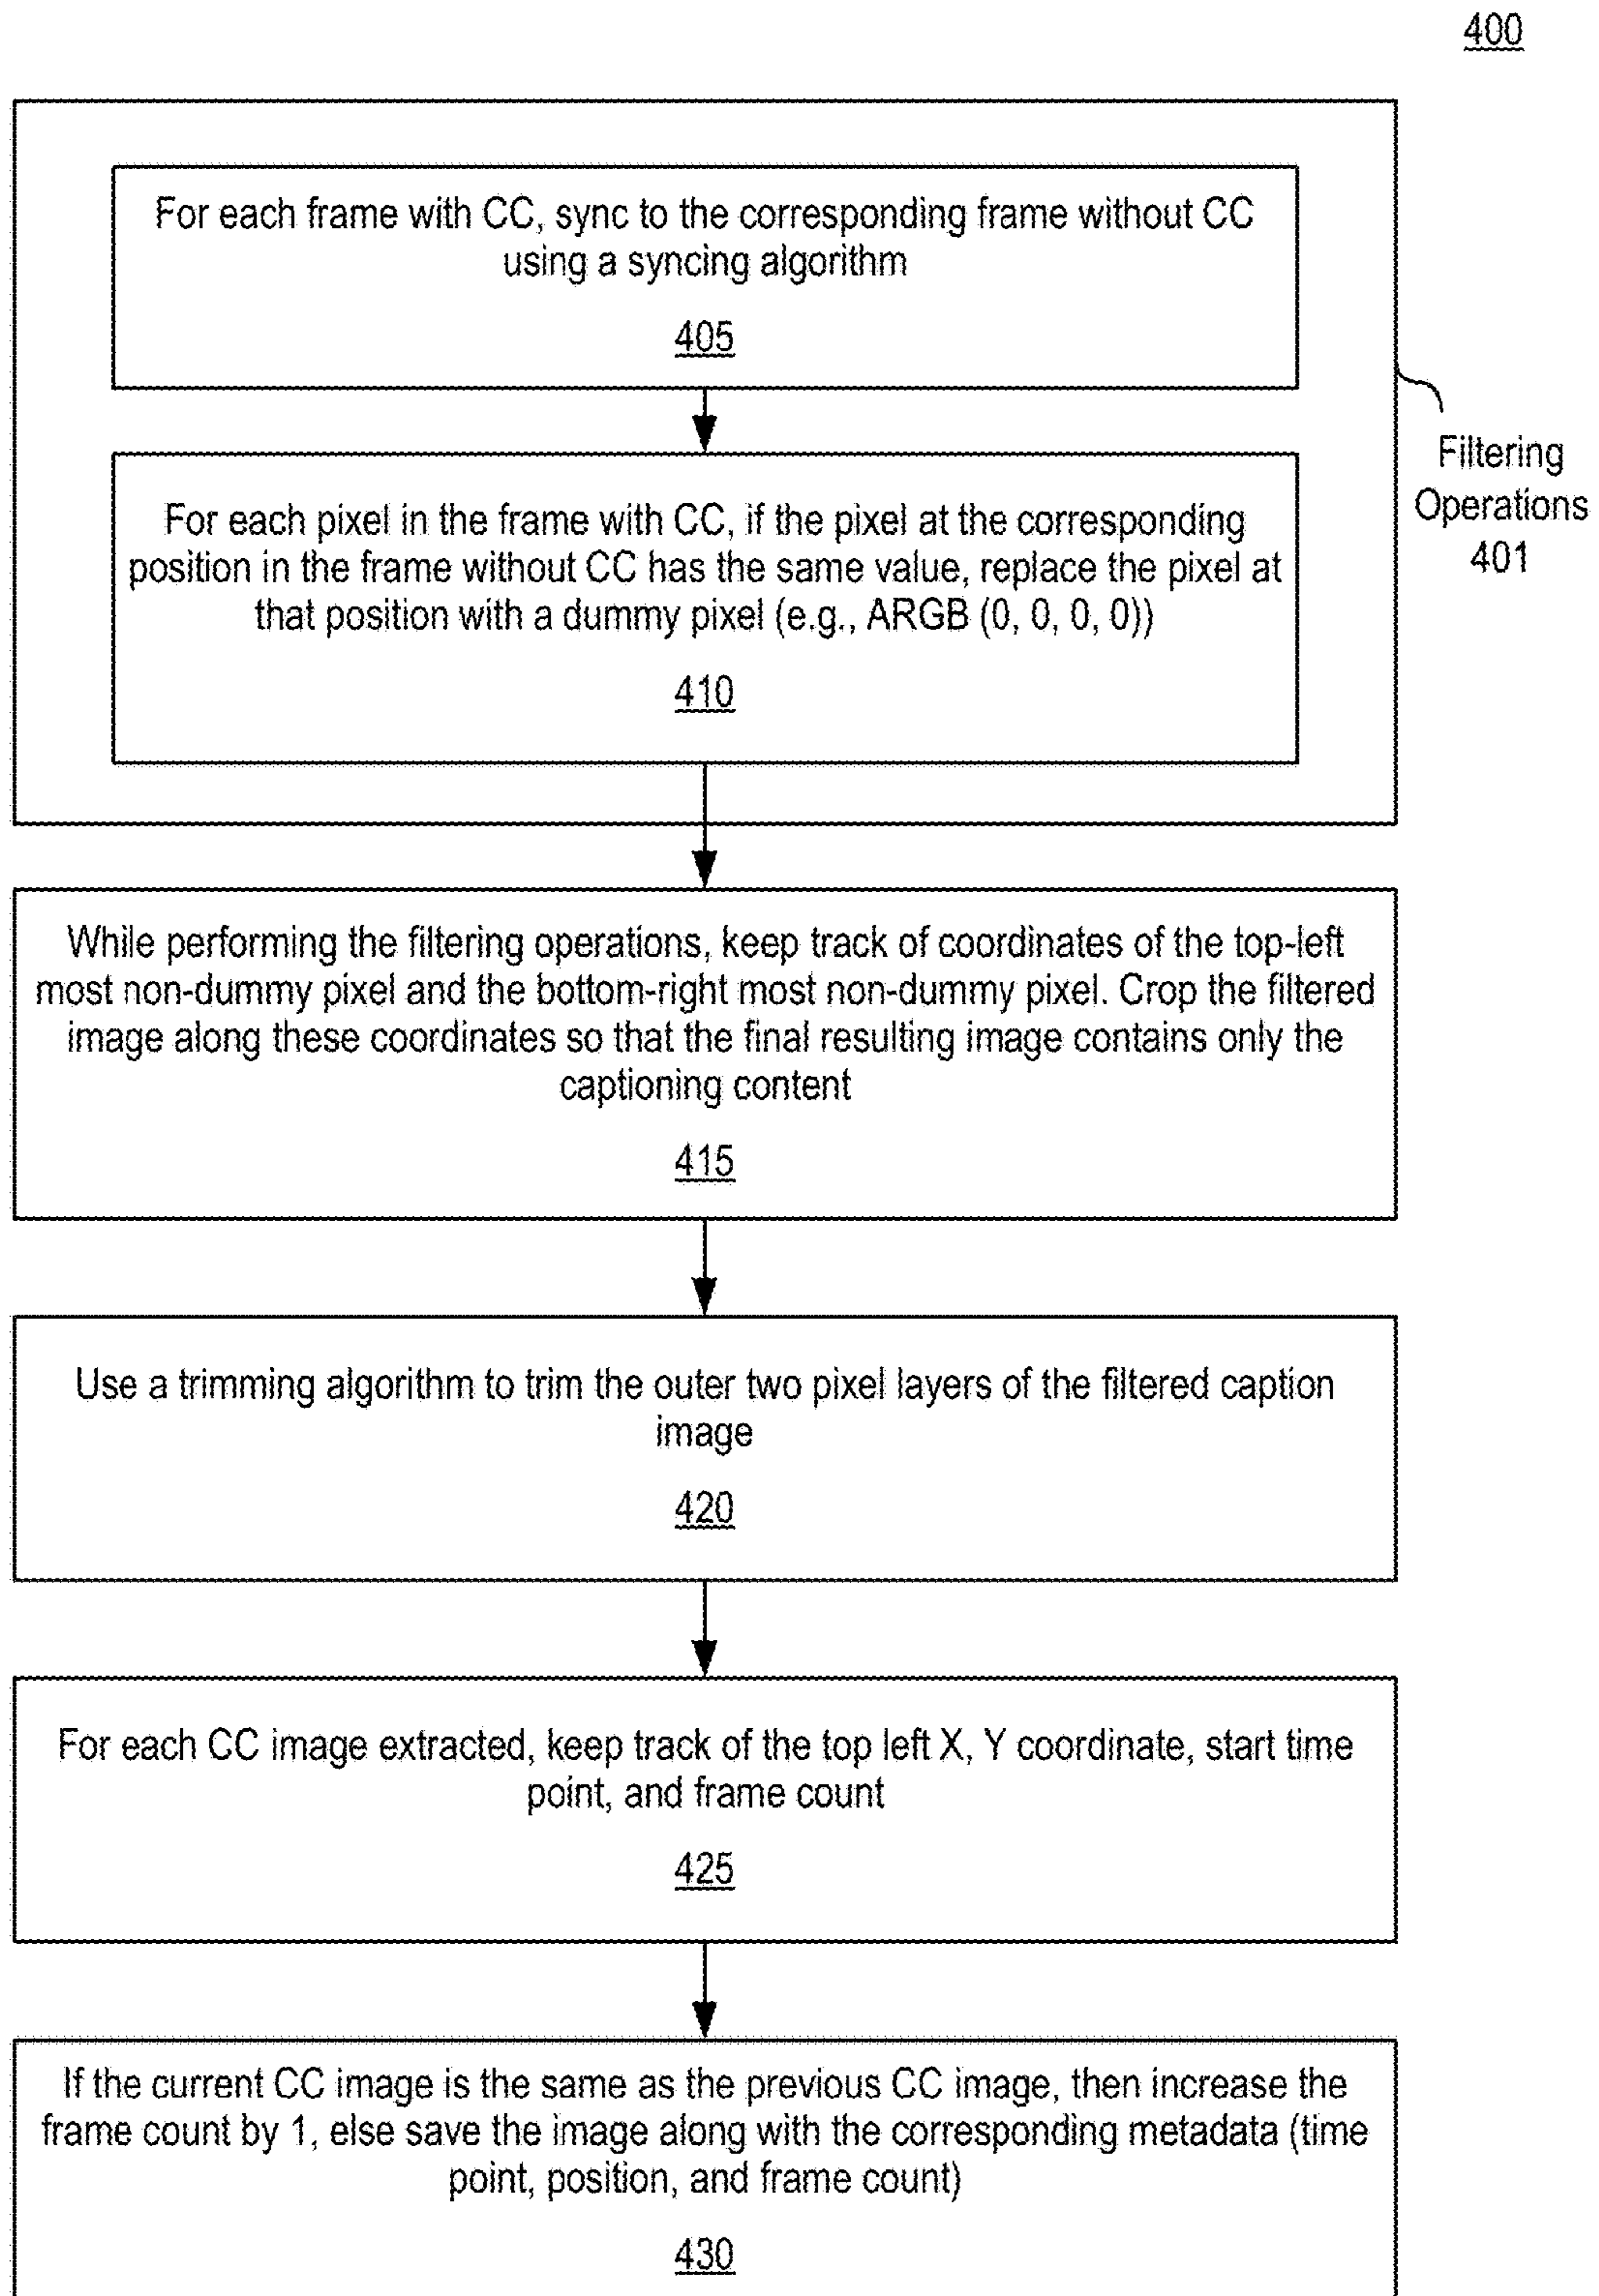 400
For each frame with CC, sync to the corresponding frame without CC
using a syncing algorithm
405
For each pixel in the frame with CC, if the pixel at the corresponding
position in the frame without CC has the same value, replace the pixel at
that position with a dummy pixel (e.g., ARGB (0, 0, 0, 0))
410
Filtering
Operations
401
While performing the filtering operations, keep track of coordinates of the top-left
most non-dummy pixel and the bottom-right most non-dummy pixel. Crop the filtered
image along these coordinates so that the final resulting image contains only the
captioning content
415
Use a trimming algorithm to trim the outer two pixel layers of the filtered caption
image
420
For each CC image extracted, keep track of the top left X, Y coordinate, start time
point, and frame count
425
If the current CC image is the same as the previous CC image, then increase the
frame count by 1, else save the image along with the corresponding metadata (time
point, position, and frame count)
430